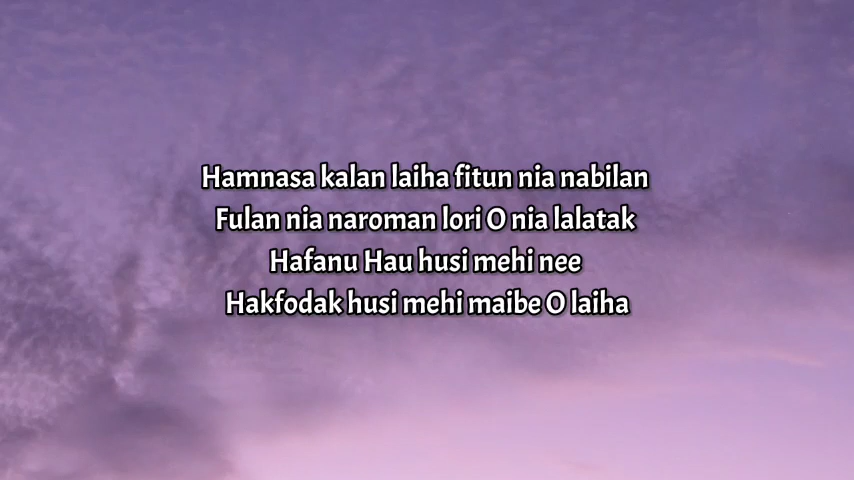 Hamnasa kalan laiha fitun nia nabilan
Fulan nia naroman lori O nia lalatak
Hafanu Hau husi mehi nee
Hakfodak husi mehi maibe O laiha